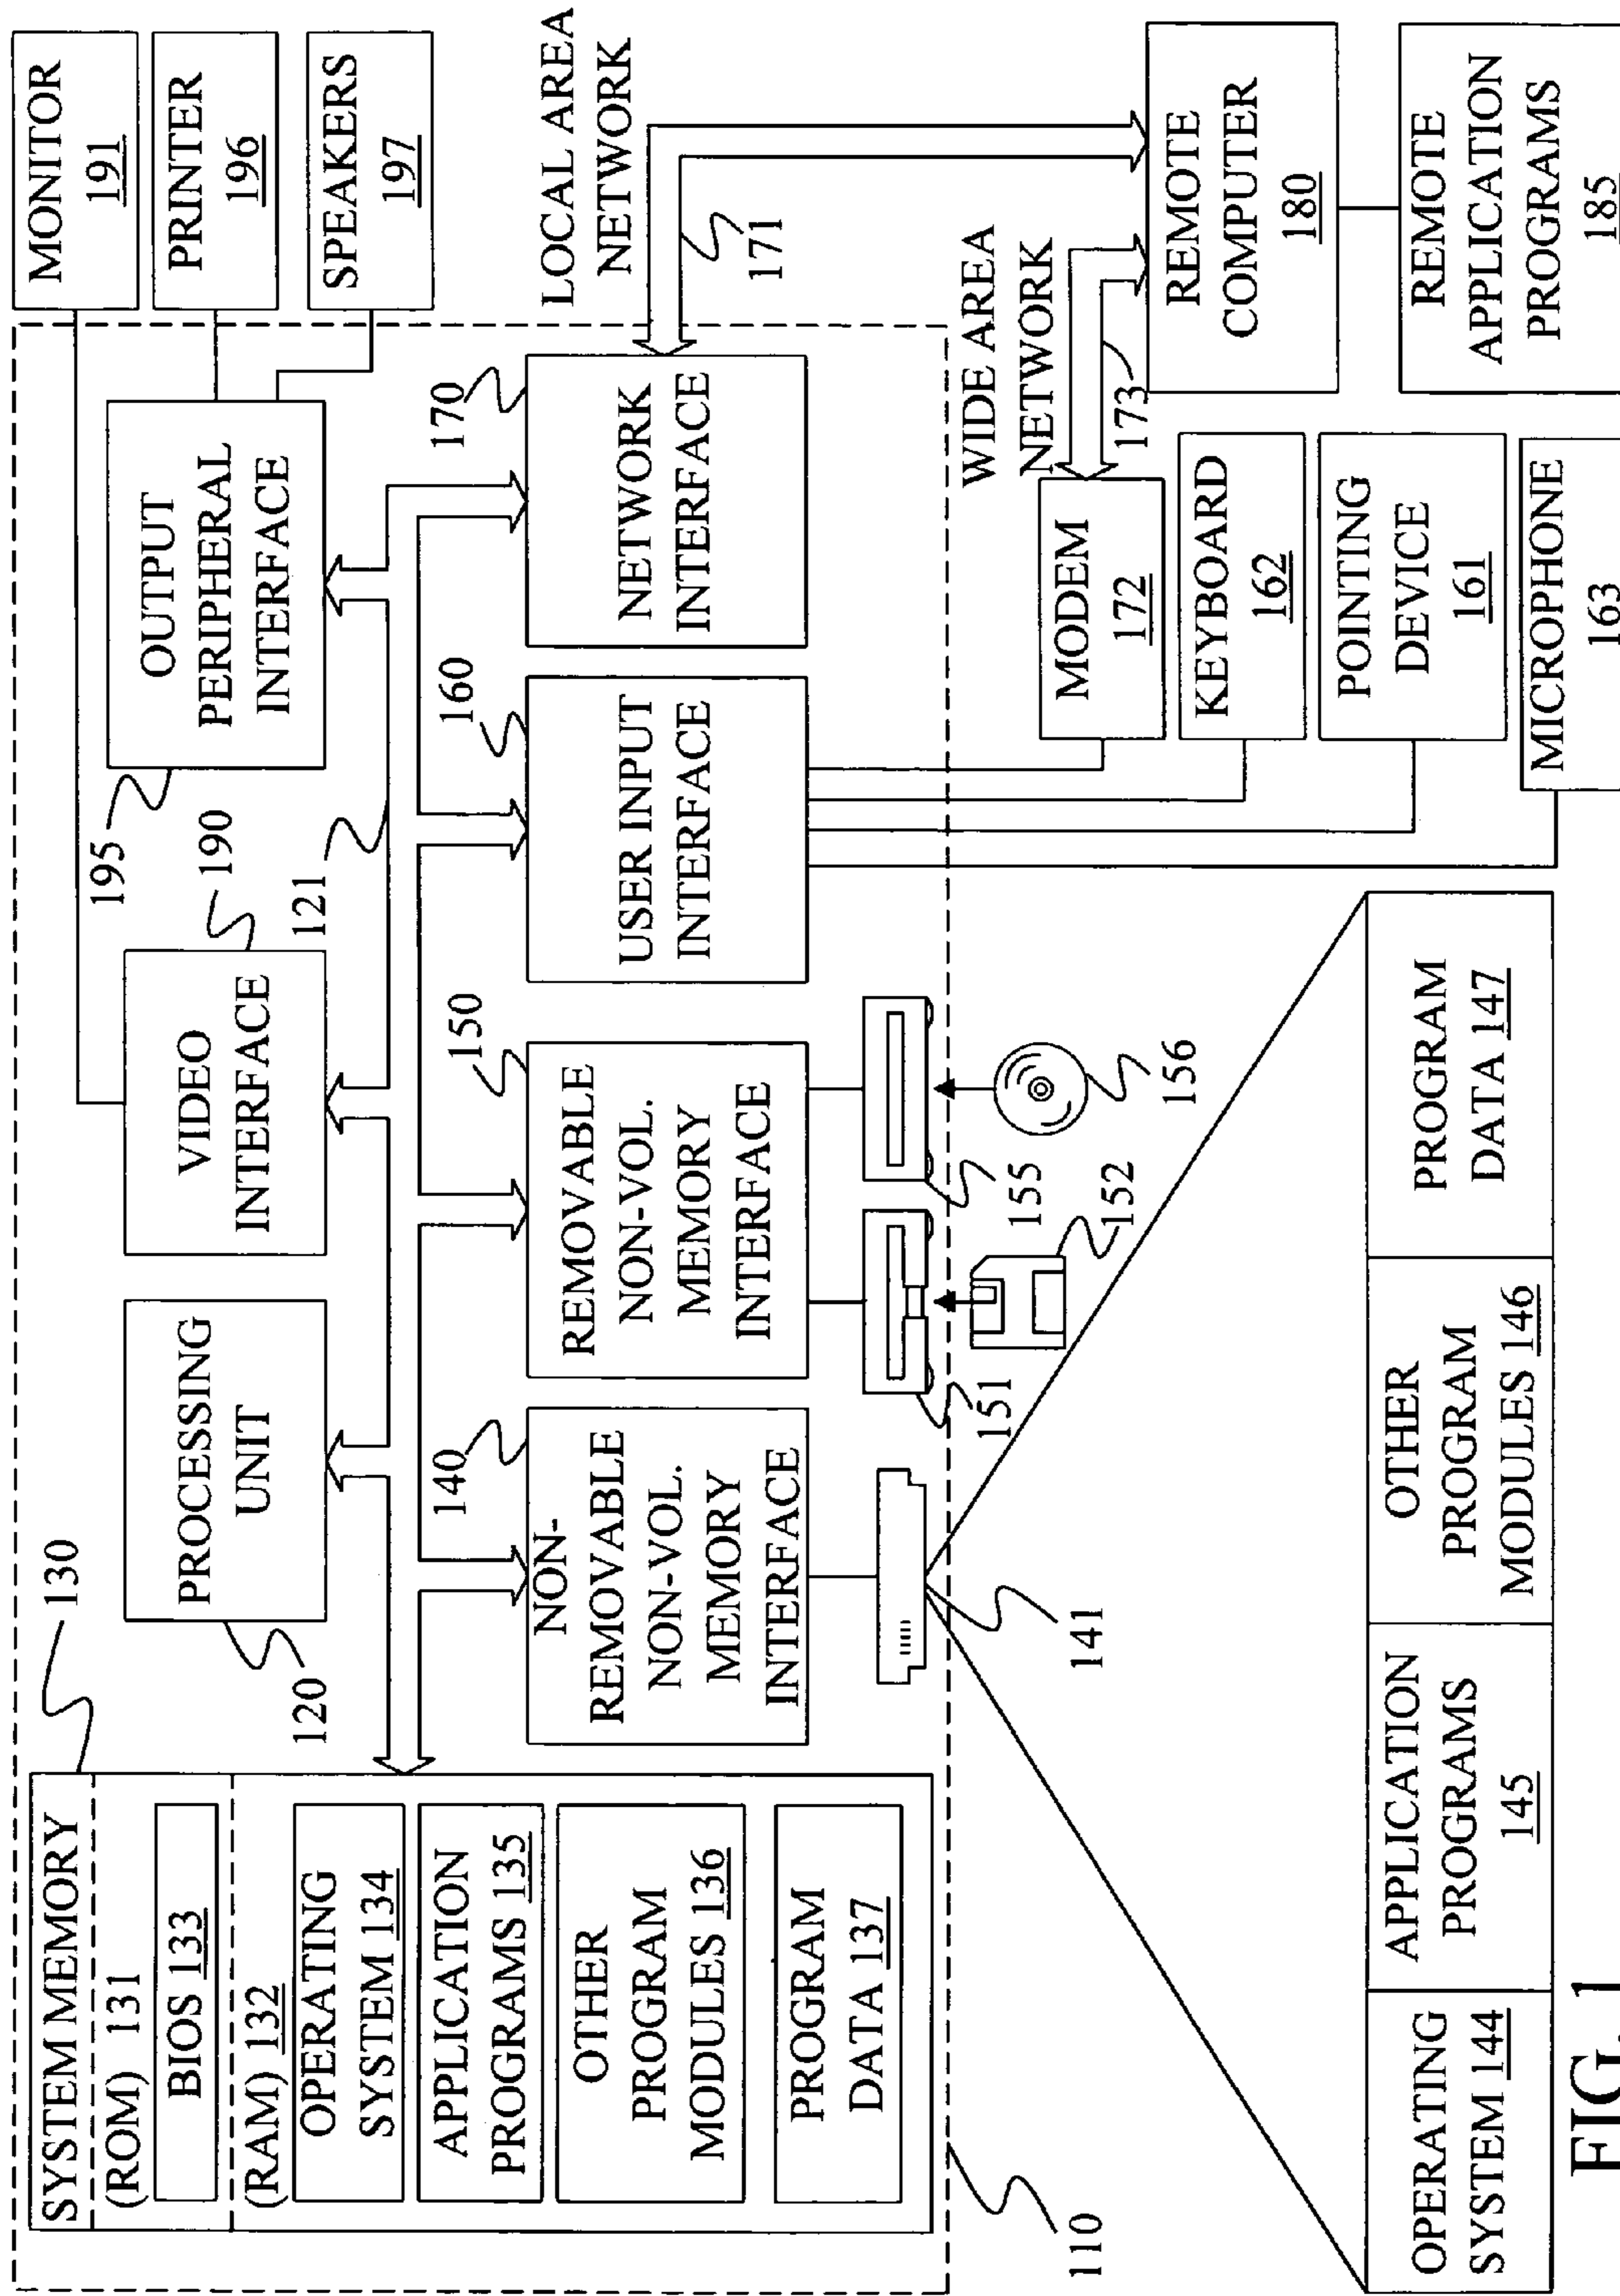 SYSTEM MEMORY
(ROM) 131
BIOS 133
(RAM) 132
OPERATING
SYSTEM 134
APPLICATION
PROGRAMS 135
OTHER
PROGRAM
MODULES 136
PROGRAM
DATA 137
130
PROCESSING
UNIT
120
VIDEO
INTERFACE
190
121
OUTPUT
PERIPHERAL
INTERFACE
195
MONITOR
191
PRINTER
196
SPEAKERS
197
140
NON-
REMOVABLE
NON-VOL.
MEMORY
INTERFACE
150
REMOVABLE
NON-VOL.
MEMORY
INTERFACE
160
USER INPUT
INTERFACE
170
NETWORK
INTERFACE
LOCAL AREA
NETWORK
171
WIDE AREA
NETWORK
173
141
151
152
155
156
110
MODEM
172
KEYBOARD
162
POINTING
DEVICE
161
MICROPHONE
163
REMOTE
COMPUTER
180
REMOTE
APPLICATION
PROGRAMS
185
OPERATING
SYSTEM 144
APPLICATION
PROGRAMS
145
OTHER
PROGRAM
MODULES 146
PROGRAM
DATA 147
FIG. 1